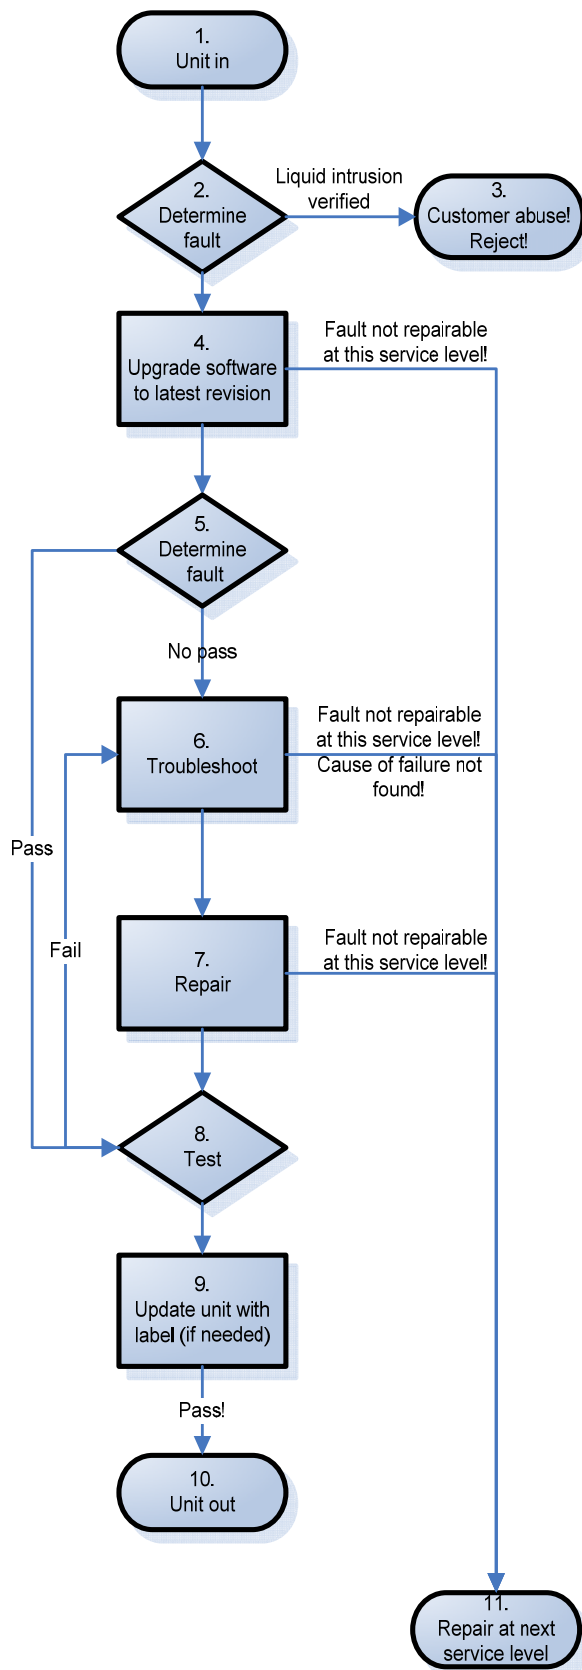 1.
Unit in
2.
Determine
fault
Liquid intrusion
verified
3.
Customer abuse!
Reject!
4.
Upgrade software
to latest revision
Fault not repairable
at this service level!
5.
Determine
fault
No pass
6.
Troubleshoot
Fault not repairable
at this service level!
Cause of failure not
found!
Pass
Fail
7.
Repair
Fault not repairable
at this service level!
8.
Test
9.
Update unit with
label (if needed)
Pass!
10.
Unit out
11.
Repair at next
service level